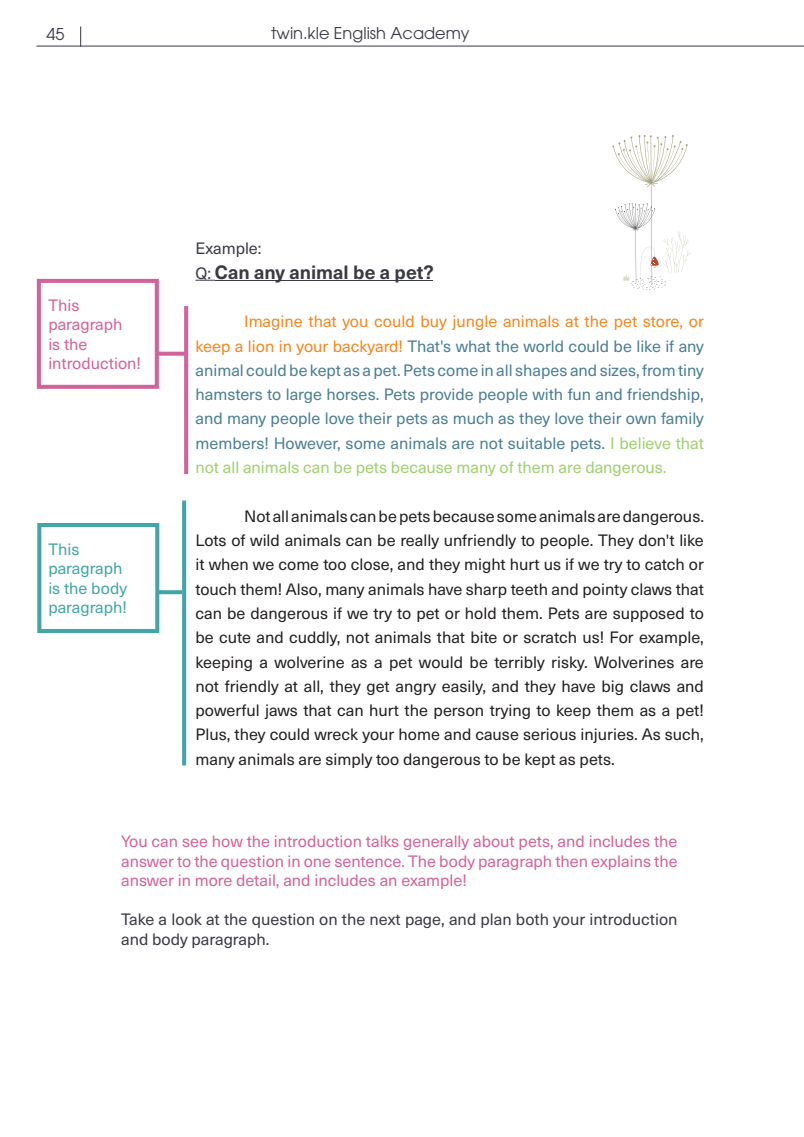 45
twin.kle English Academy
Example:
Q: Can any animal be a pet?
This
paragraph
is the
introduction!
Imagine that you could buy jungle animals at the pet store, or
keep a lion in your backyard! That's what the world could be like if any
animal could be kept as a pet. Pets come in all shapes and sizes, from tiny
hamsters to large horses. Pets provide people with fun and friendship,
and many people love their pets as much as they love their own family
members! However, some animals are not suitable pets. I believe that
not all animals can be pets because many of them are dangerous.
This
paragraph
is the body
paragraph!
Not all animals can be pets because some animals are dangerous.
Lots of wild animals can be really unfriendly to people. They don't like
it when we come too close, and they might hurt us if we try to catch or
touch them! Also, many animals have sharp teeth and pointy claws that
can be dangerous if we try to pet or hold them. Pets are supposed to
be cute and cuddly, not animals that bite or scratch us! For example,
keeping a wolverine as a pet would be terribly risky. Wolverines are
not friendly at all, they get angry easily, and they have big claws and
powerful jaws that can hurt the person trying to keep them as a pet!
Plus, they could wreck your home and cause serious injuries. As such,
many animals are simply too dangerous to be kept as pets.
You can see how the introduction talks generally about pets, and includes the
answer to the question in one sentence. The body paragraph then explains the
answer in more detail, and includes an example!
Take a look at the question on the next page, and plan both your introduction
and body paragraph.